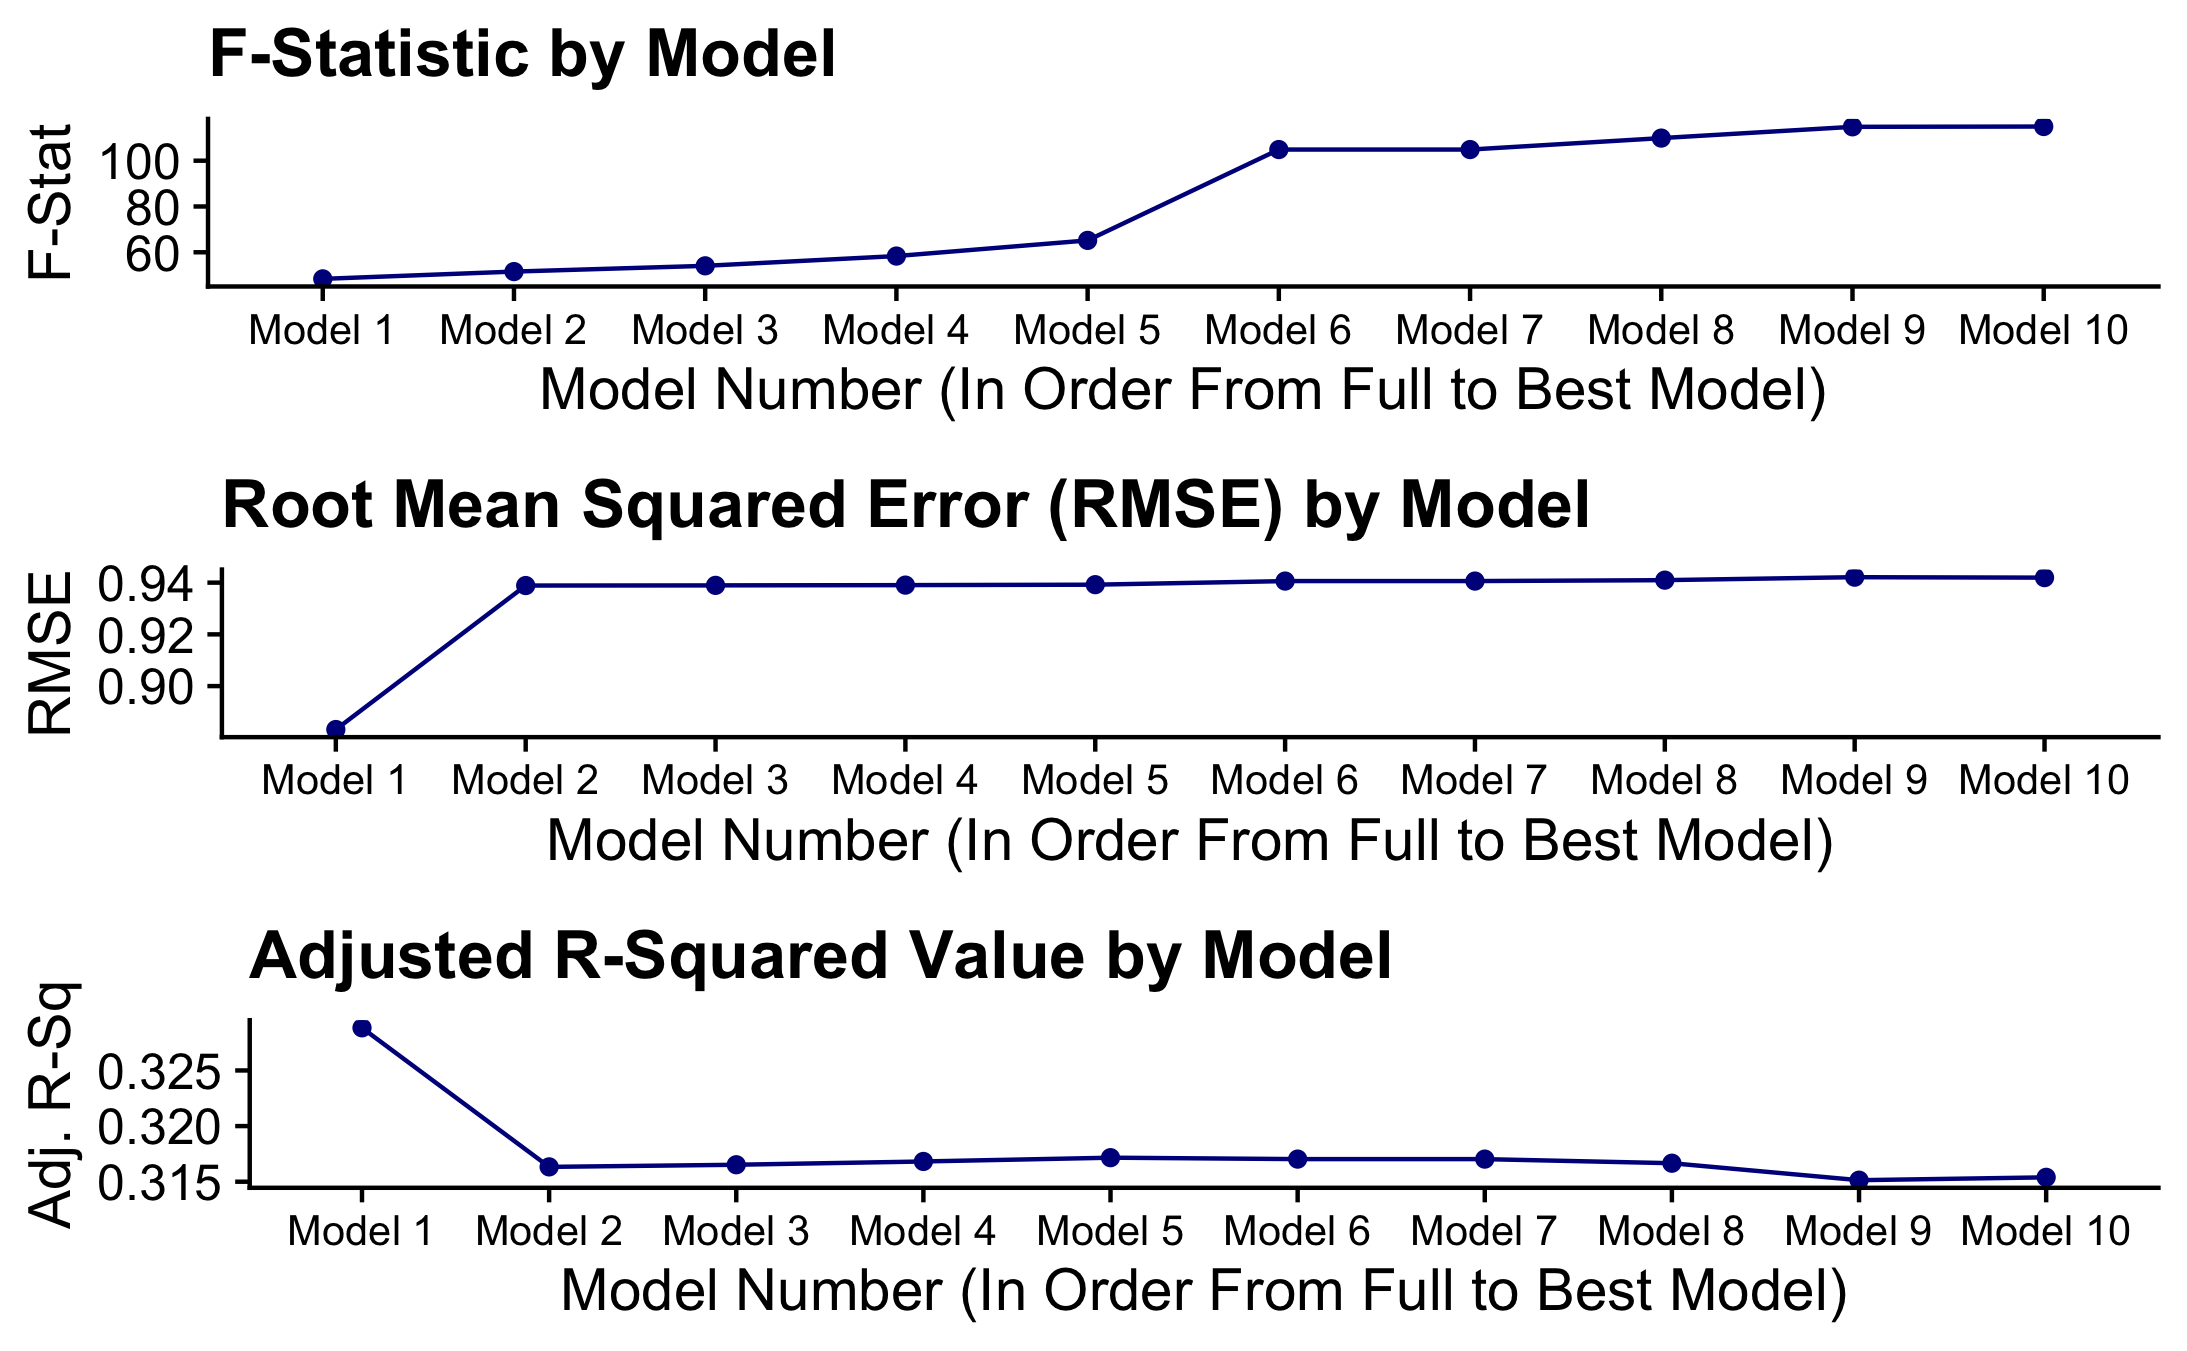 F-Statistic by Model
F-Stat
100
80
60
Model 1 Model 2 Model 3 Model 4 Model 5 Model 6 Model 7 Model 8 Model 9 Model 10
Model Number (In Order From Full to Best Model)
Root Mean Squared Error (RMSE) by Model
RMSE
0.94
0.92
0.90
Model 1 Model 2 Model 3 Model 4 Model 5 Model 6 Model 7 Model 8 Model 9 Model 10
Model Number (In Order From Full to Best Model)
Adjusted R-Squared Value by Model
Adj. R-Sq
0.325
0.320
0.315
Model 1 Model 2 Model 3 Model 4 Model 5 Model 6 Model 7 Model 8 Model 9 Model 10
Model Number (In Order From Full to Best Model)